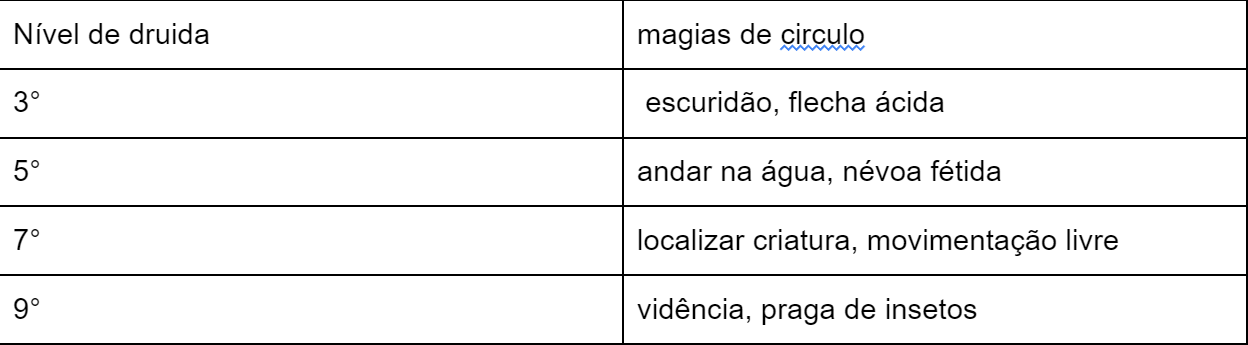 Nível de druida magias de circulo
3° escuridão, flecha ácida
5° andar na água, névoa fétida
7° localizar criatura, movimentação livre
9° vidência, praga de insetos